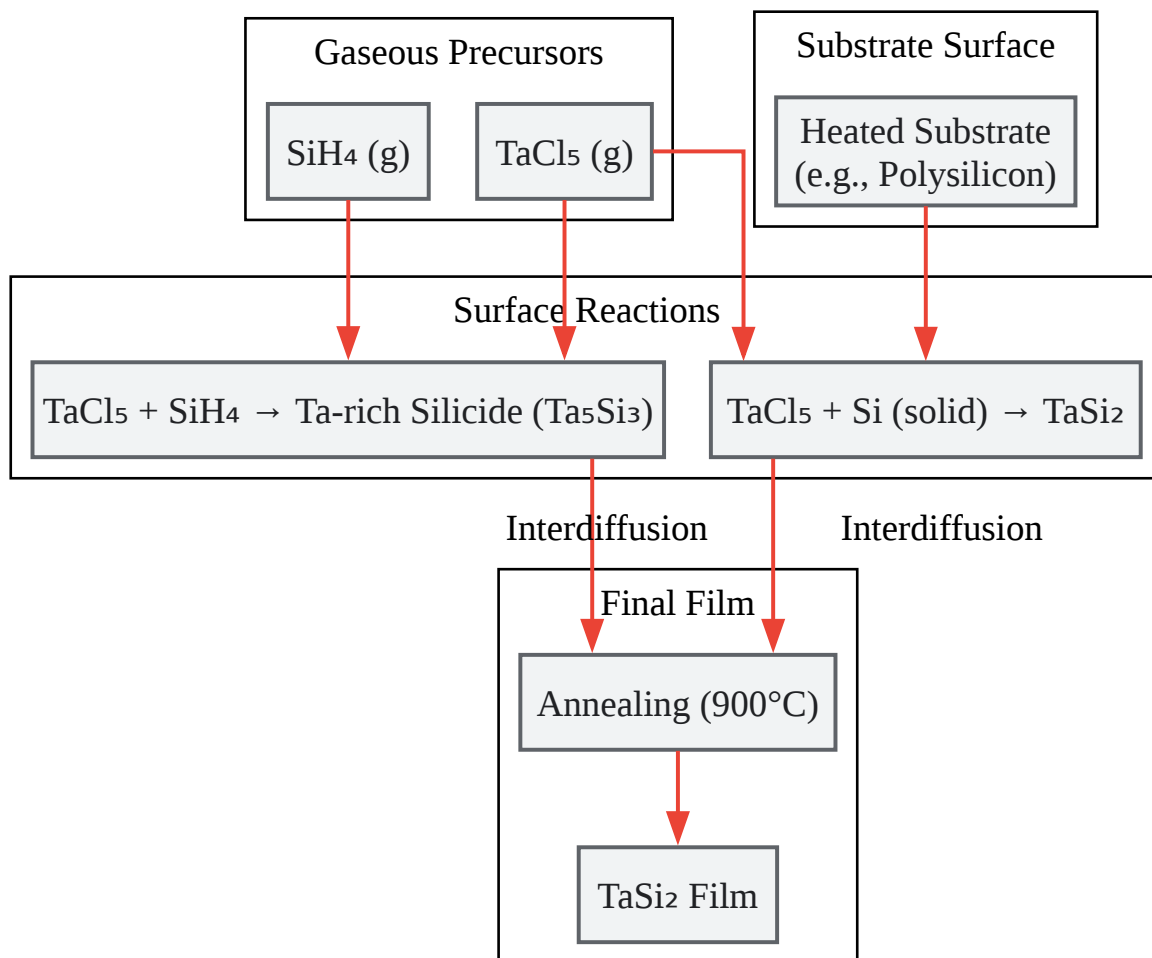 Gaseous Precursors
Substrate Surface
SiH₄ (g)
TaCl₅ (g)
Heated Substrate
(e.g., Polysilicon)
Surface Reactions
TaCl₅ + SiH₄ → Ta-rich Silicide (Ta₅Si₃)
TaCl₅ + Si (solid) → TaSi₂
Interdiffusion
Interdiffusion
Final Film
Annealing (900°C)
TaSi₂ Film